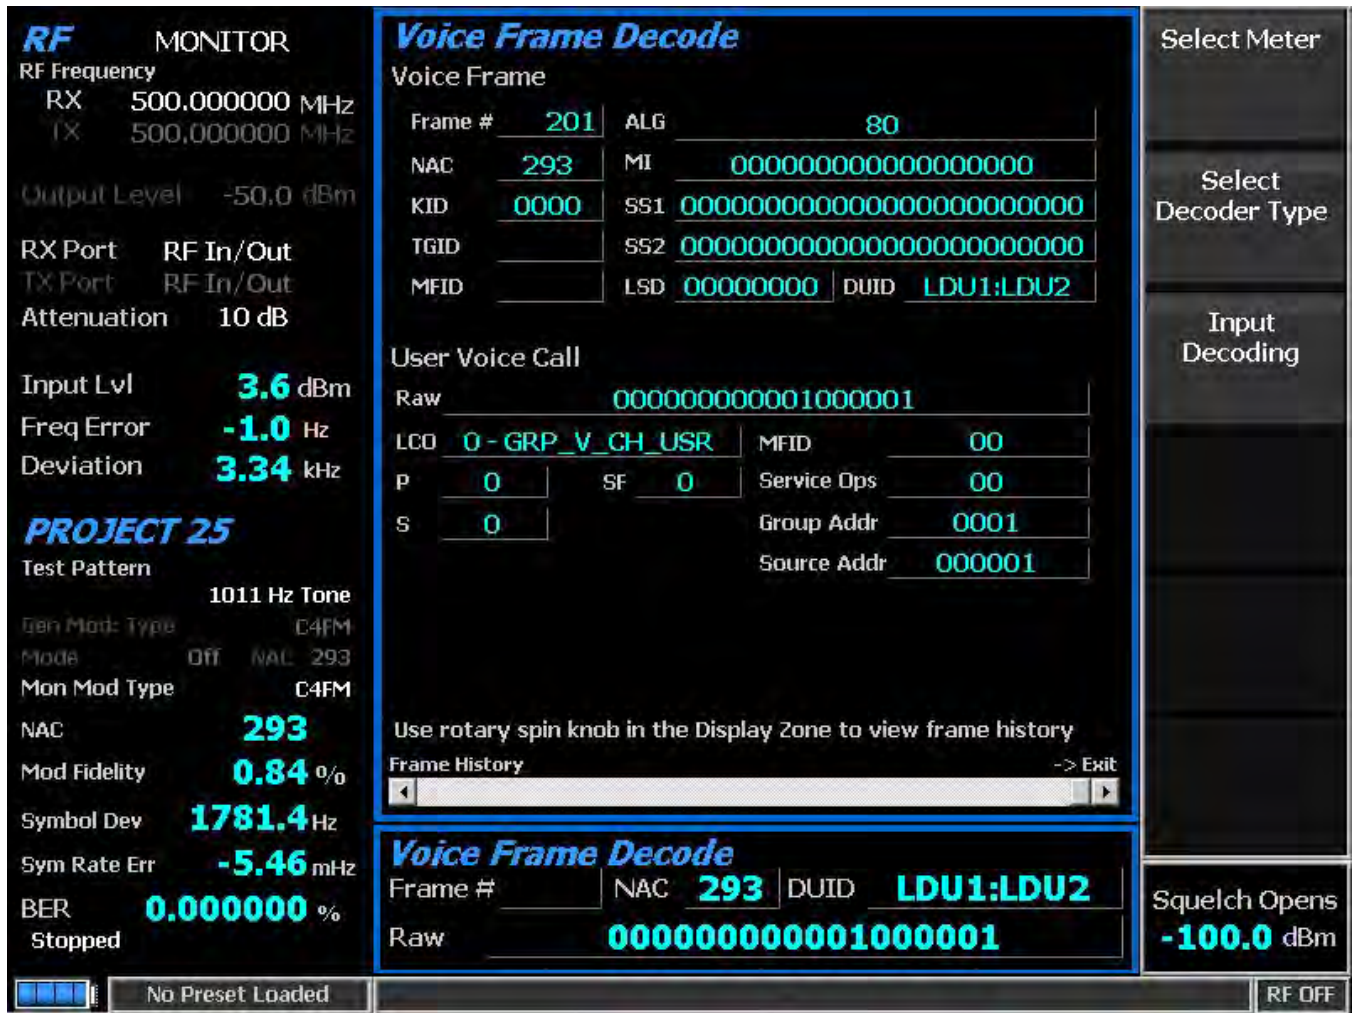 RF MONITOR
RF Frequency
RX 500.000000 MHz
TX 500.000000 MHz
Output Level -50.0 dBm
RX Port RF In/Out
TX Port RF In/Out
Attenuation 10 dB
Input Lvl 3.6 dBm
Freq Error -1.0 Hz
Deviation 3.34 kHz
PROJECT 25
Test Pattern
1011 Hz Tone
Gen Mod: Type C4FM
Mode Off NAC 293
Mon Mod Type C4FM
NAC 293
Mod Fidelity 0.84 %
Symbol Dev 1781.4 Hz
Sym Rate Err -5.46 mHz
BER 0.000000 %
Stopped
Voice Frame Decode
Voice Frame
Frame # 201 ALG 80
NAC 293 MI 000000000000000000
KID 0000 SS1 000000000000000000000000
TGID SS2 000000000000000000000000
MFID LSD 00000000 DUID LDU1:LDU2
User Voice Call
Raw 000000000001000001
LCO 0 - GRP_V_CH_USR MFID 00
P 0 SF 0 Service Ops 00
S 0 Group Addr 0001
Source Addr 000001
Use rotary spin knob in the Display Zone to view frame history
Frame History -> Exit
Voice Frame Decode
Frame # NAC 293 DUID LDU1:LDU2
Raw 000000000001000001
Select Meter
Select
Decoder Type
Input
Decoding
Squelch Opens
-100.0 dBm
No Preset Loaded
RF OFF